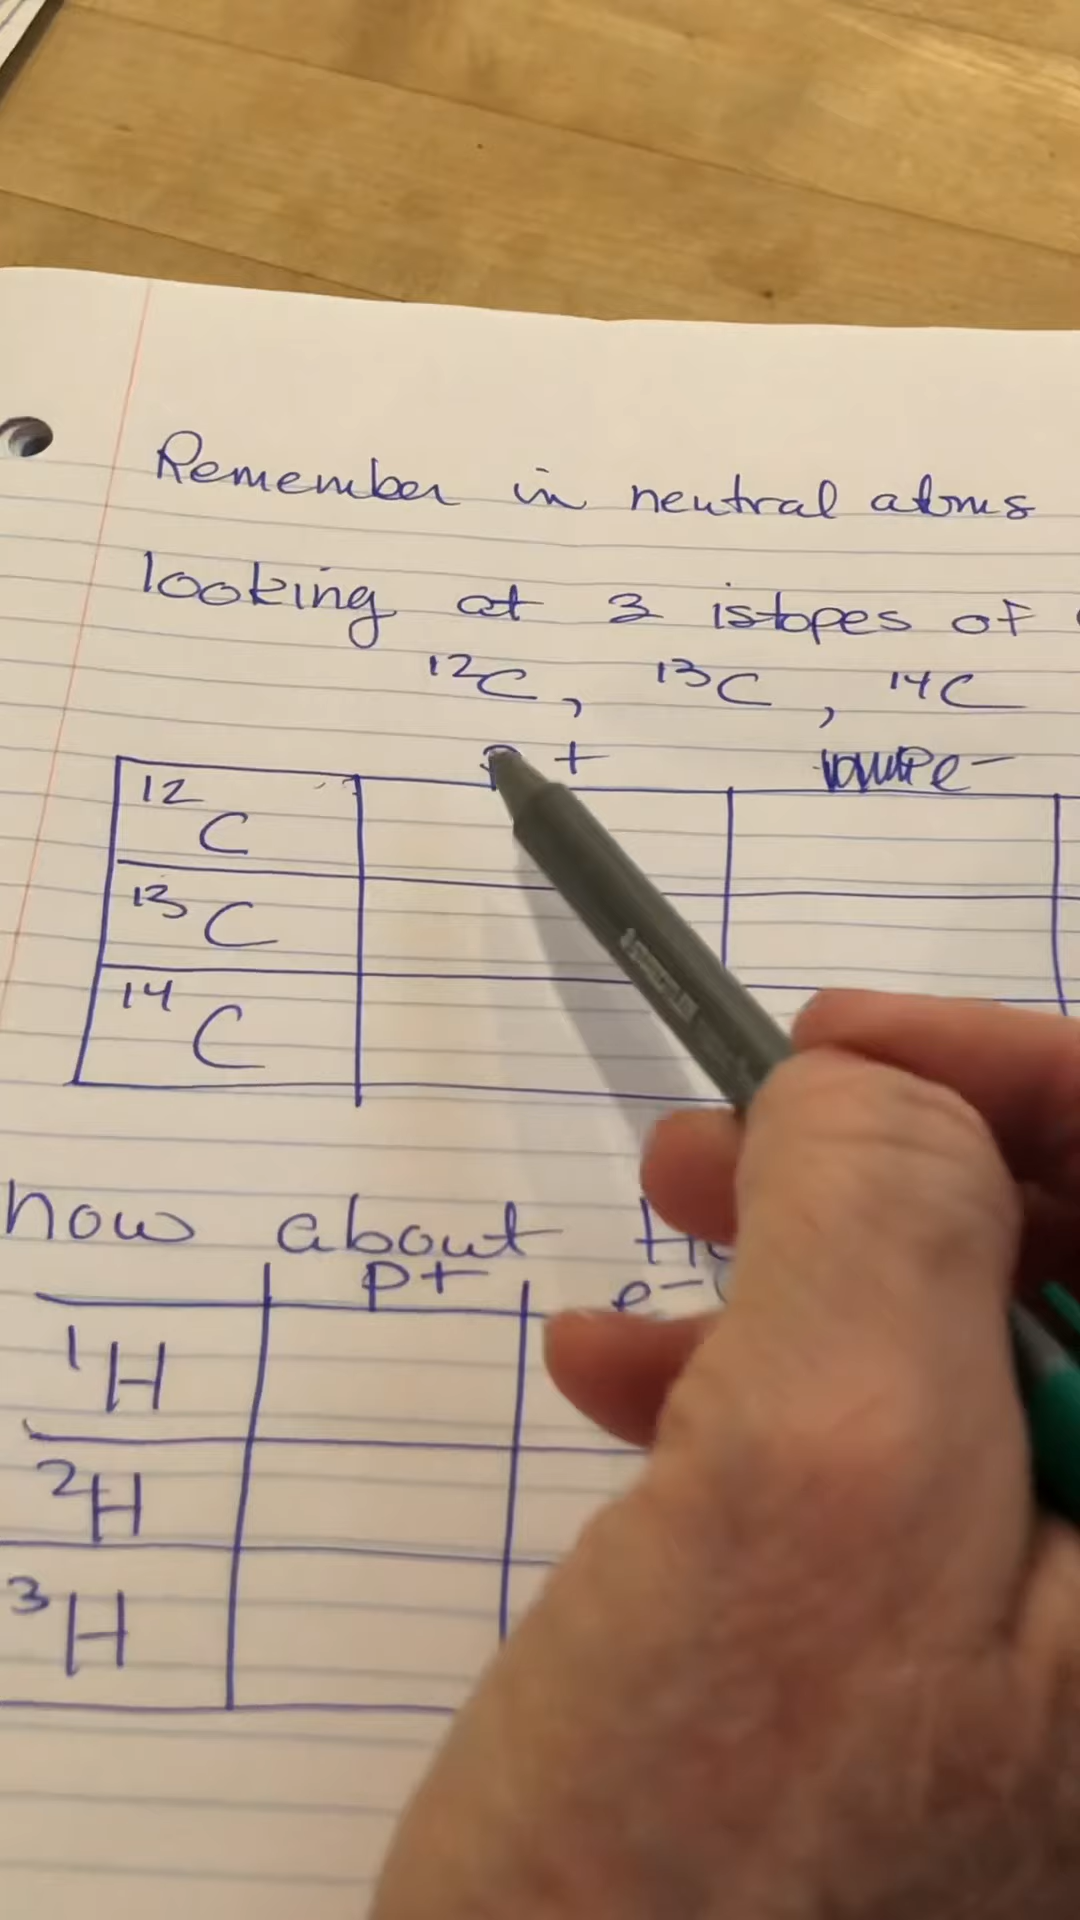 Remember in neutral atoms
looking at 3 istopes of
¹²C, ¹³C, ¹⁴C
P + e-
¹²C
¹³C
¹⁴C
how about
p+ e-
¹H
²H
³H